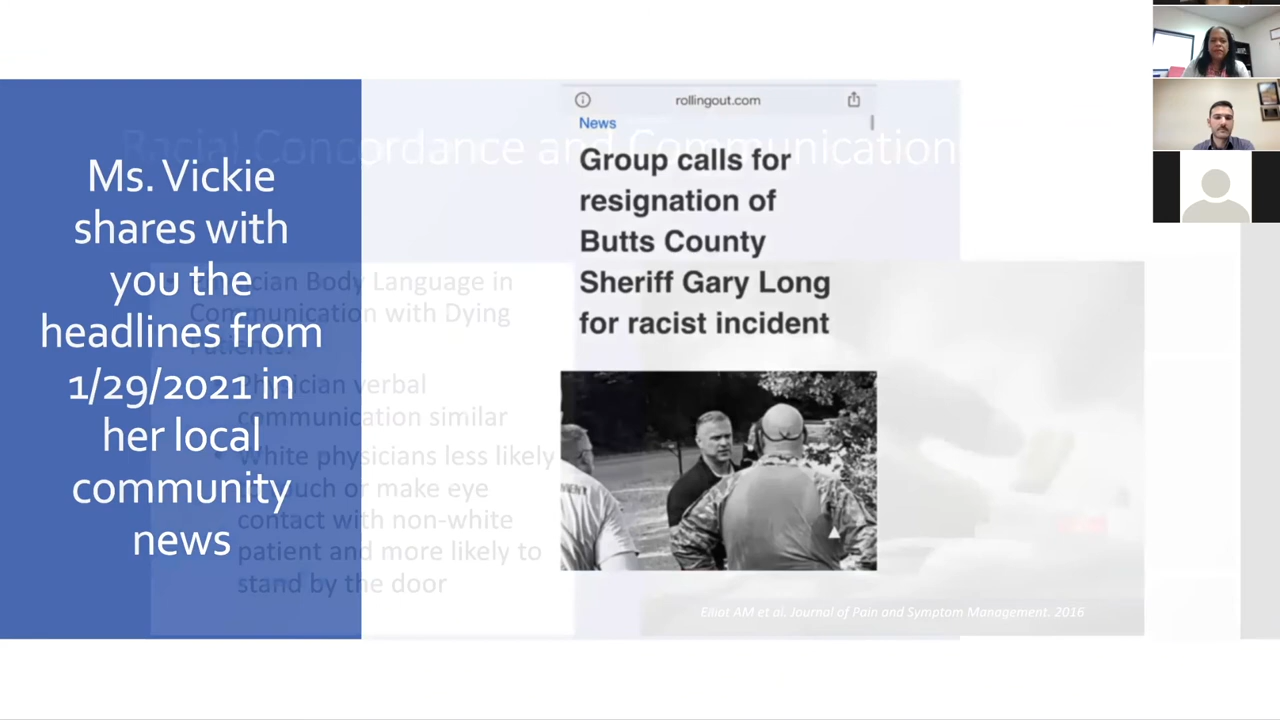 Ms. Vickie
shares with
you the
headlines from
1/29/2021 in
her local
community
news
rollingout.com
News
Group calls for
resignation of
Butts County
Sheriff Gary Long
for racist incident
Racial Concordance and Communication
Physician Body Language in
Communication with Dying
Patients:
Physician verbal
communication similar
• White physicians less likely
to touch or make eye
contact with non-white
patient and more likely to
stand by the door
Elliot AM et al. Journal of Pain and Symptom Management. 2016